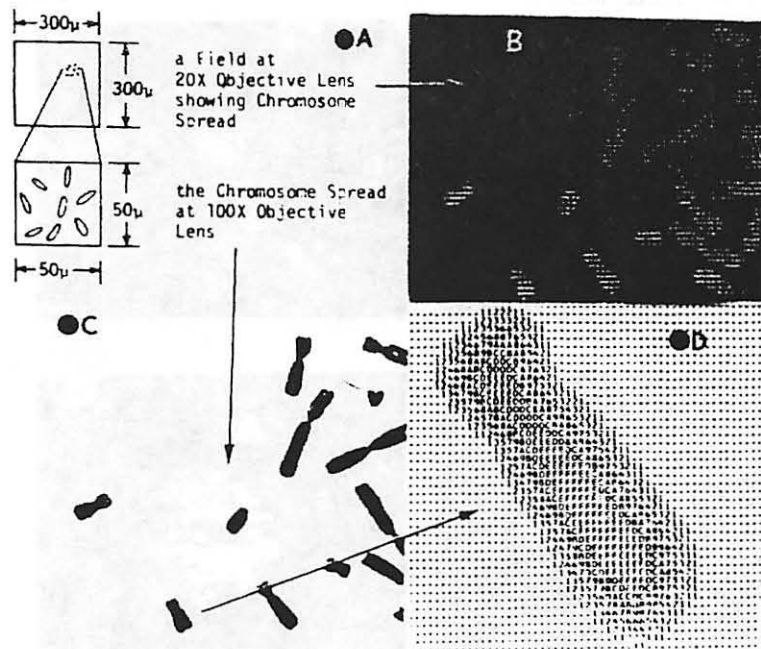 300µ
A
B
300µ
a Field at
20X Objective Lens
showing Chromosome
Spread
50µ
the Chromosome Spread
at 100X Objective
Lens
50µ
C
D